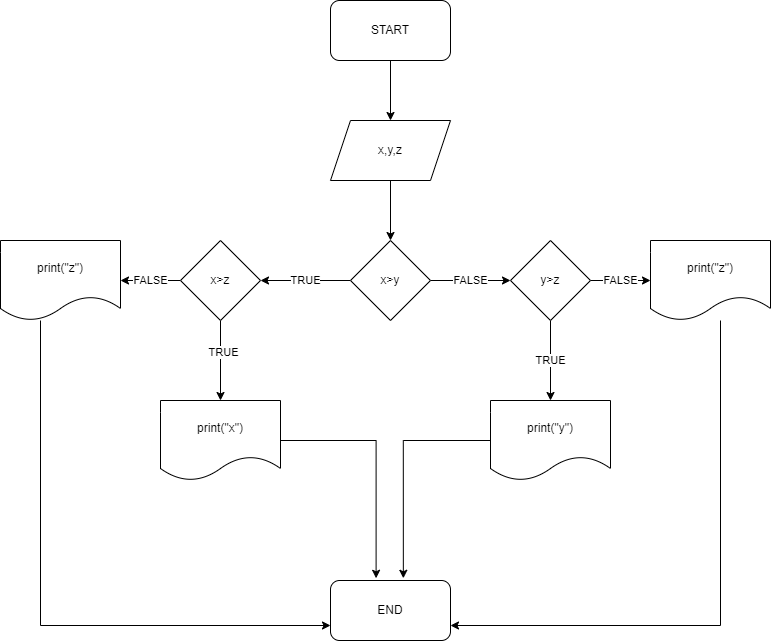 START
x,y,z
print("z")
FALSE
x>z
TRUE
x>y
FALSE
y>z
FALSE
print("z")
TRUE
TRUE
print("x")
print("y")
END